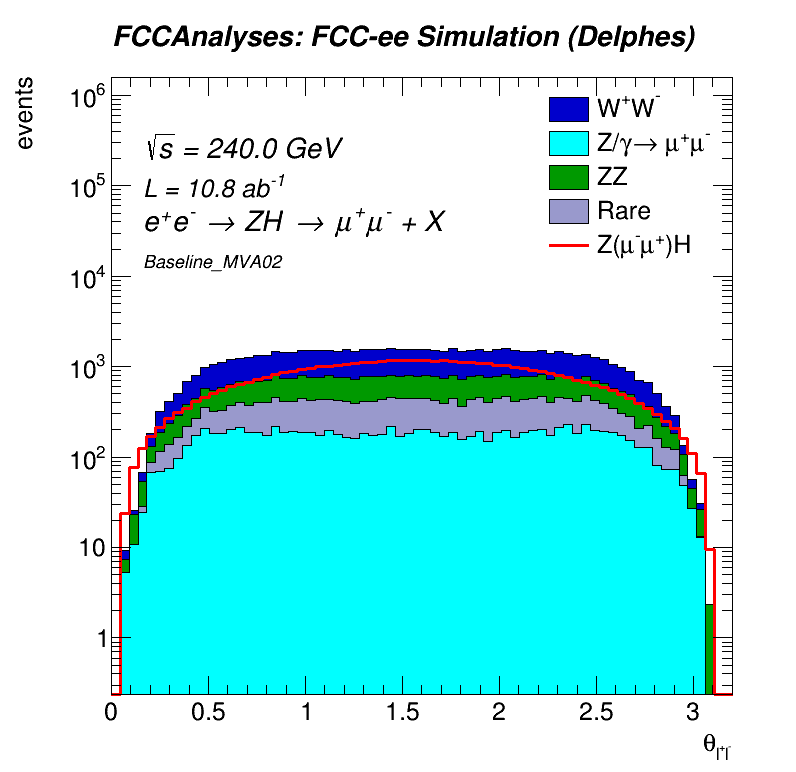 FCCAnalyses: FCC-ee Simulation (Delphes)
events
√s = 240.0 GeV
L = 10.8 ab⁻¹
e⁺e⁻ → ZH → μ⁺μ⁻ + X
Baseline_MVA02
W⁺W⁻
Z/γ→ μ⁺μ⁻
ZZ
Rare
Z(μ⁻μ⁺)H
10⁶
10⁵
10⁴
10³
10²
10
1
0 0.5 1 1.5 2 2.5 3
θ_l⁺l⁻